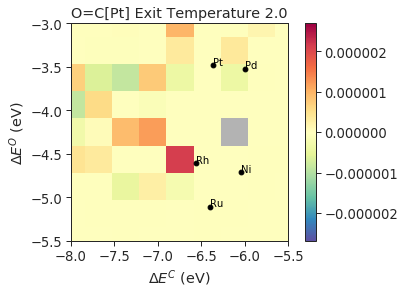 O=C[Pt] Exit Temperature 2.0
−3.0
−3.5
−4.0
−4.5
−5.0
−5.5
ΔE^O (eV)
Pt
Pd
Rh
Ni
Ru
−8.0 −7.5 −7.0 −6.5 −6.0 −5.5
ΔE^C (eV)
0.000002
0.000001
0.000000
−0.000001
−0.000002